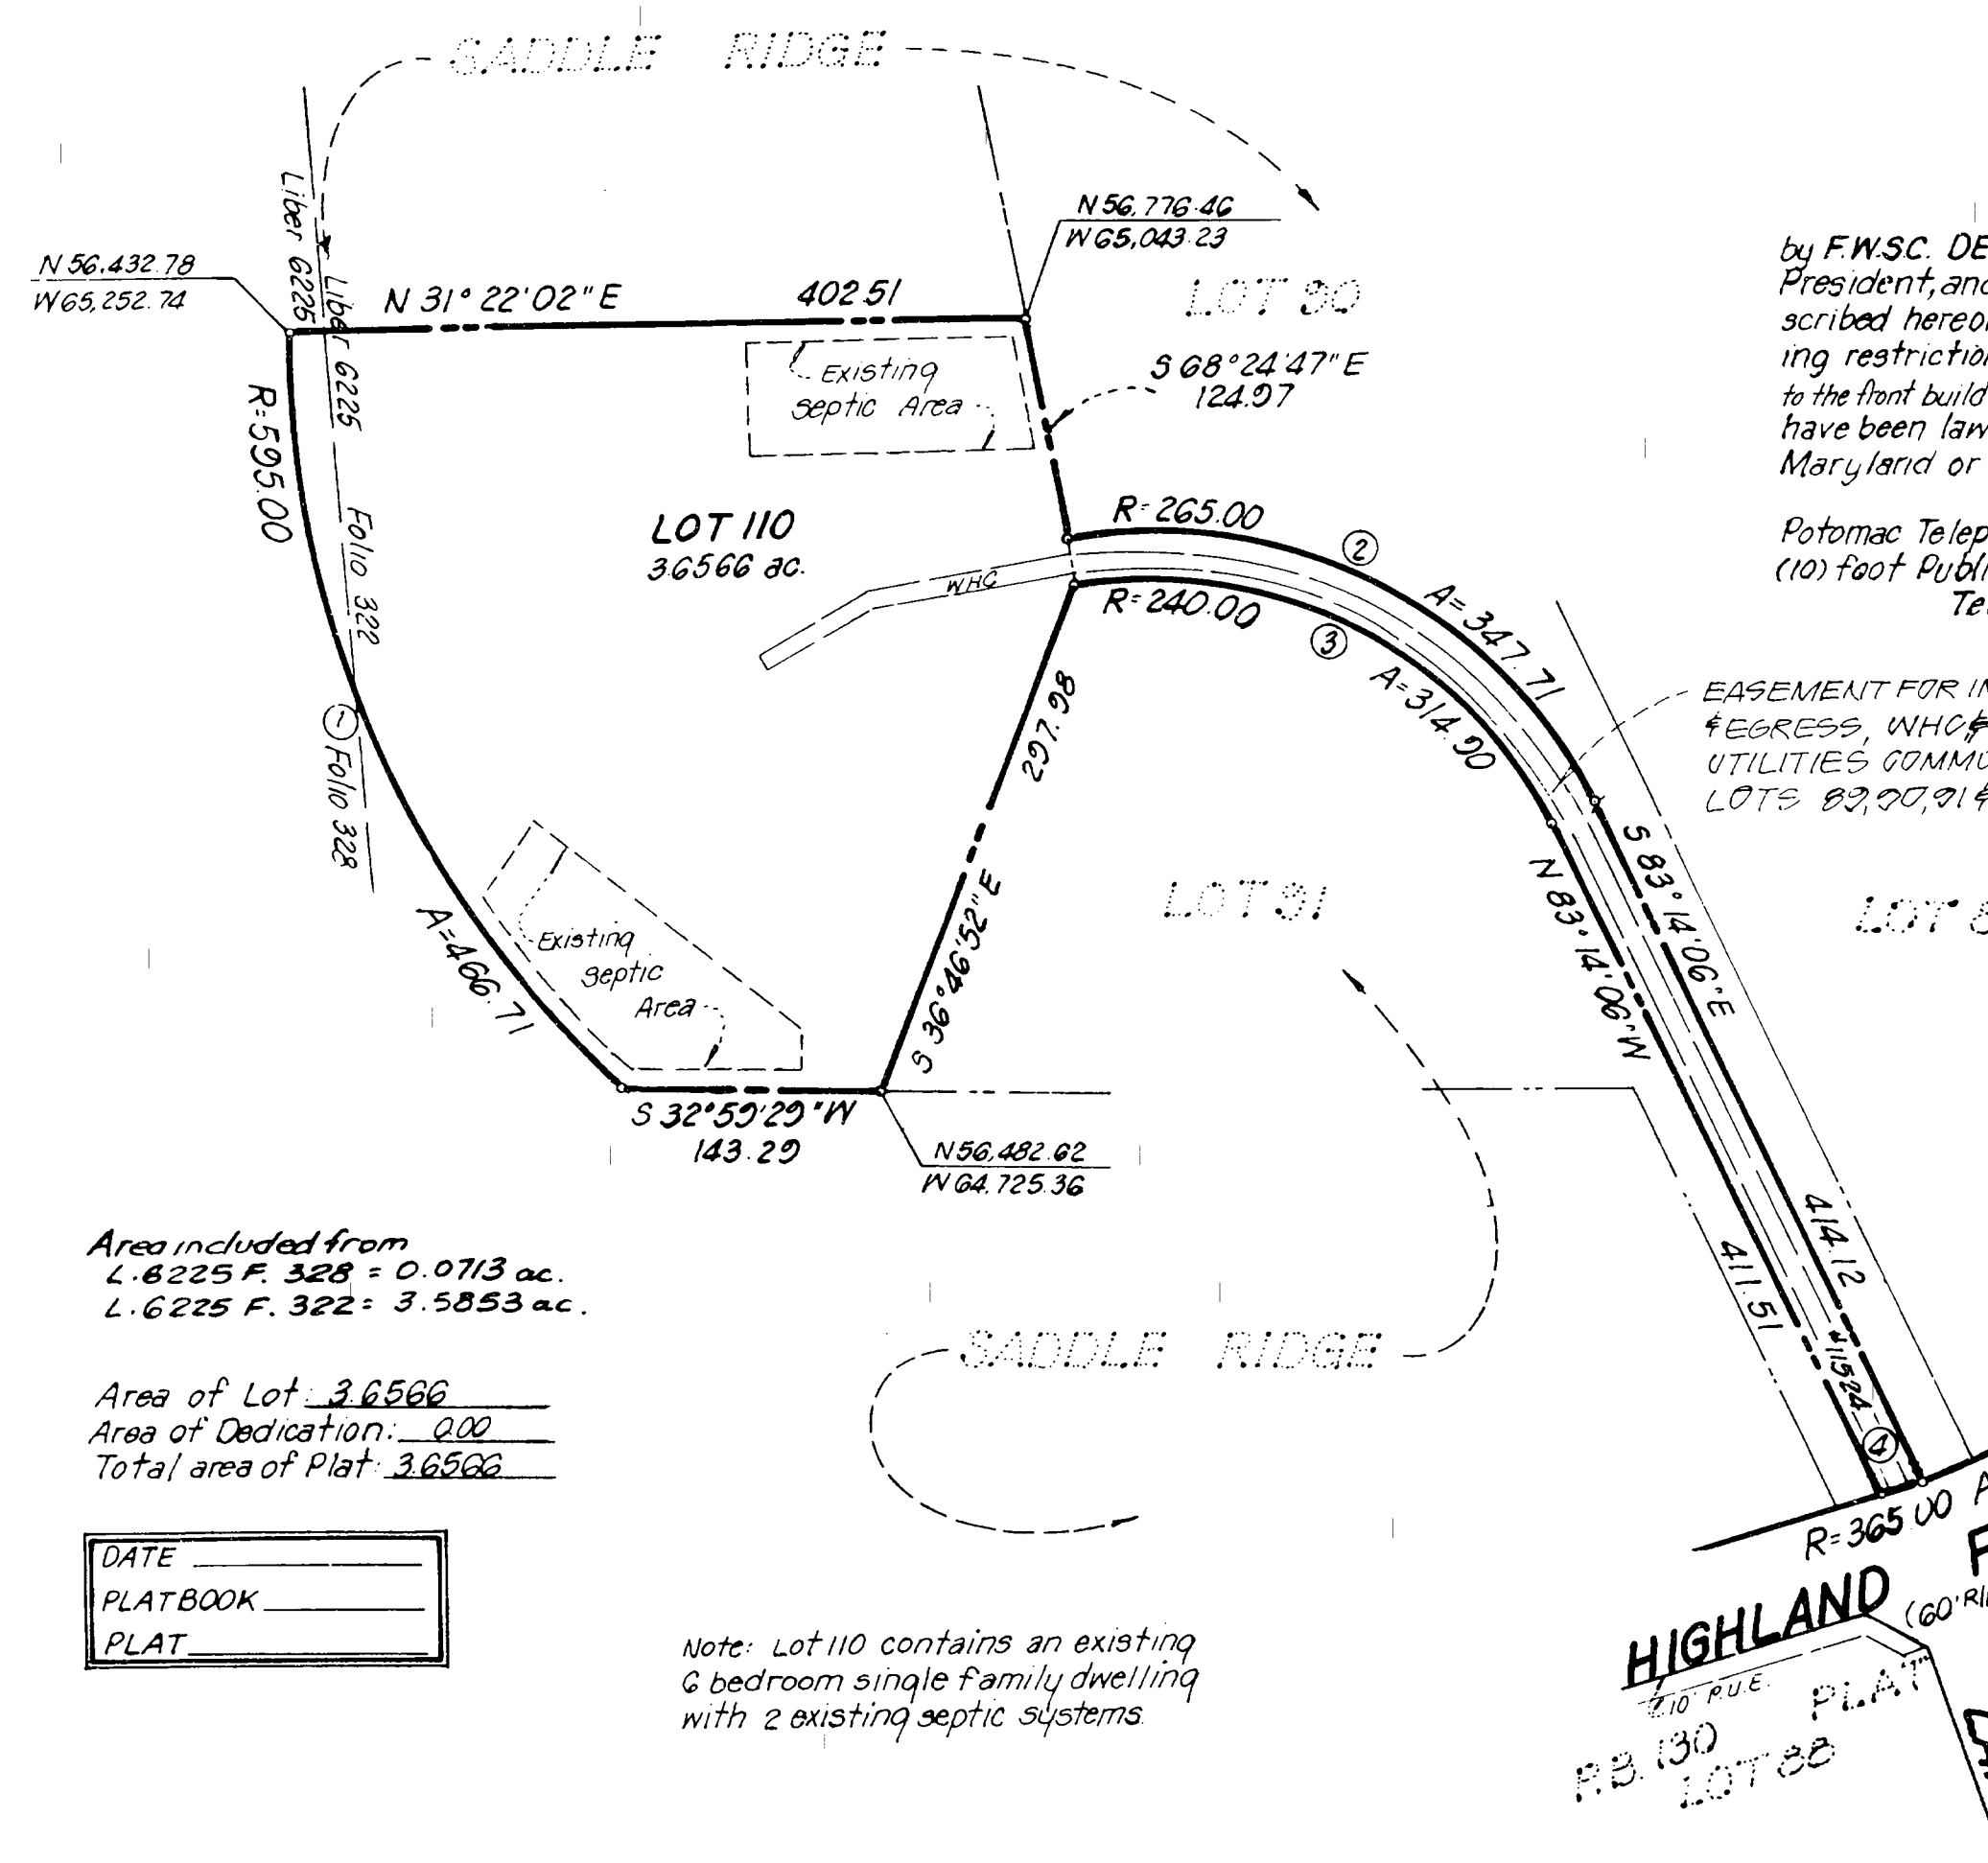 SADDLE RIDGE
N 56,776.46
W 65,043.23
N 56,432.78
W 65,252.74
Liber 6225
Liber 6225
N 31° 22' 02" E 402.51
LOT 90
S 68° 24' 47" E
124.97
Existing
Septic Area
R=595.00
Folio 322
Folio 328
1
LOT 110
3.6566 ac.
WHC
R=265.00
2
A=347.71
R=240.00
3
A=314.90
by F.W.S.C. DE
President, and
scribed hereo
ing restriction
to the front build
have been law
Maryland or
Potomac Telep
(10) foot Publi
Te
EASEMENT FOR IN
& EGRESS, WHC &
UTILITIES COMMU
LOTS 89,90,91 &
297.98
S 36° 46' 52" E
A=466.71
Existing
Septic
Area
LOT 91
S 83° 14' 06" E
N 83° 14' 06" W
414.12
411.51
115.24
4
LOT 8
S 32° 59' 29" W
143.29
N 56,482.62
W 64,725.36
Area included from
L. 6225 F. 328 = 0.0713 ac.
L. 6225 F. 322 = 3.5853 ac.
SADDLE RIDGE
Area of Lot: 3.6566
Area of Dedication: 0.00
Total area of Plat: 3.6566
DATE
PLATBOOK
PLAT
R=365.00 A
HIGHLAND F
(60' R/
10' P.U.E.
P.B. 130 PLAT
LOT 88
Note: Lot 110 contains an existing
6 bedroom single family dwelling
with 2 existing septic systems.